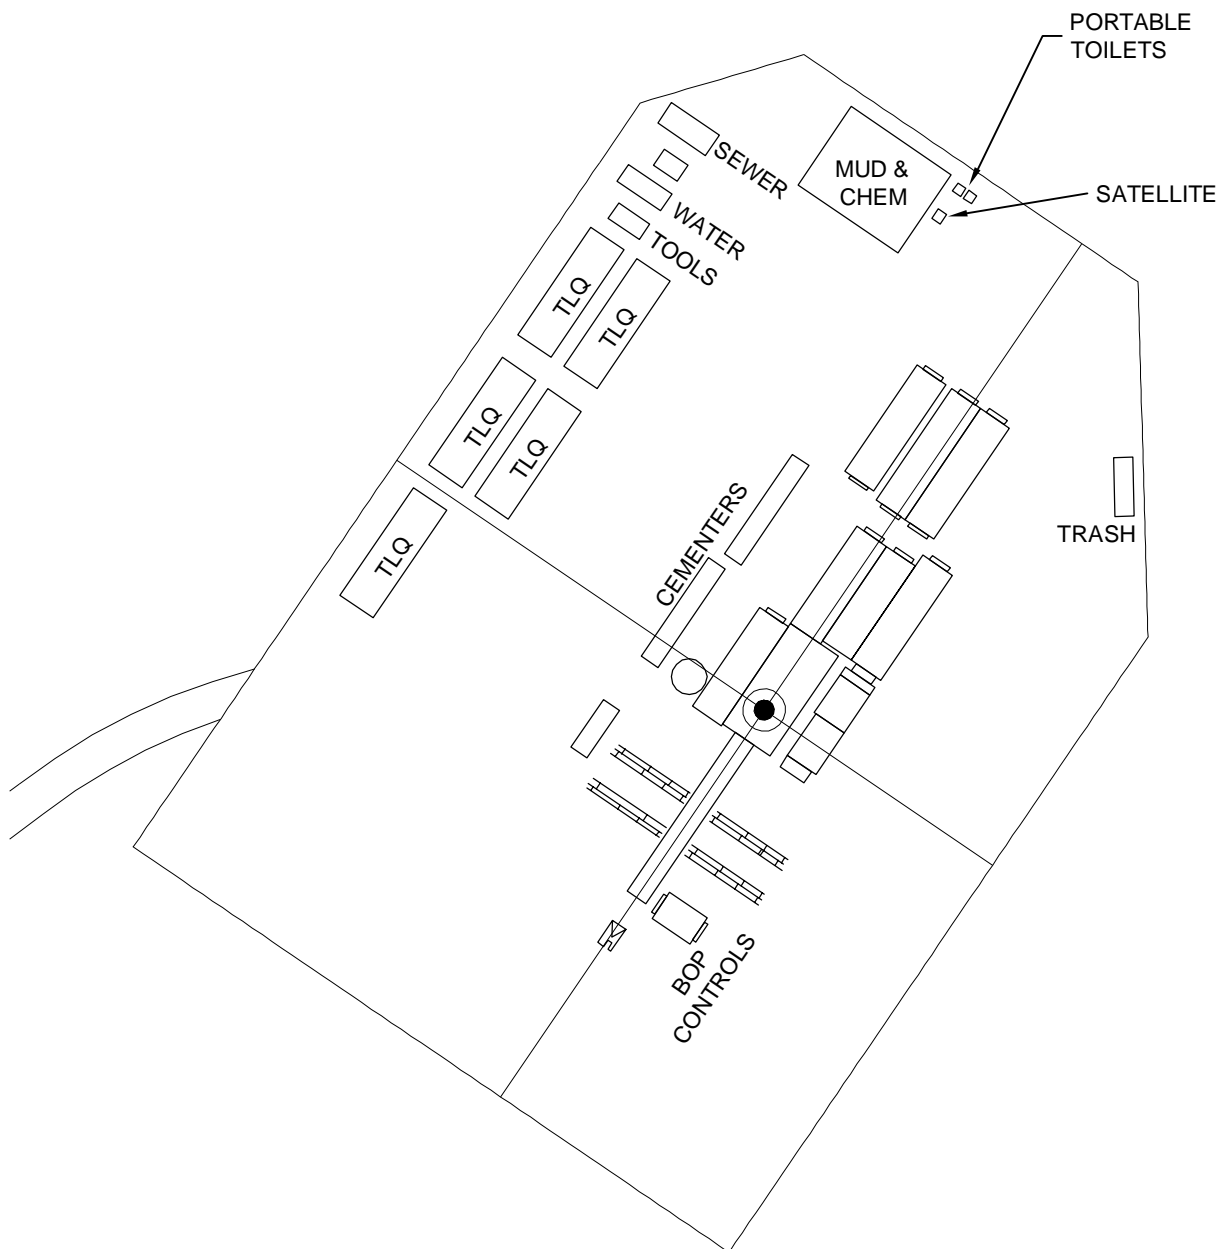 PORTABLE
TOILETS
SEWER
MUD &
CHEM
SATELLITE
WATER
TOOLS
TLQ
TLQ
TLQ
TLQ
TLQ
CEMENTERS
TRASH
BOP
CONTROLS